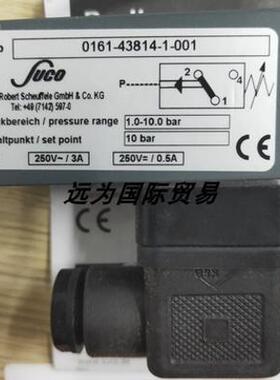 0161-43814-1-001
Suco
Robert Scheuffele GmbH & Co. KG
Tel: +49 (7142) 597-0
P
2
4
1
ckbereich / pressure range
1.0-10.0 bar
altpunkt / set point
10 bar
250V~ / 3A
250V= / 0.5A
CE
远为国际贸易